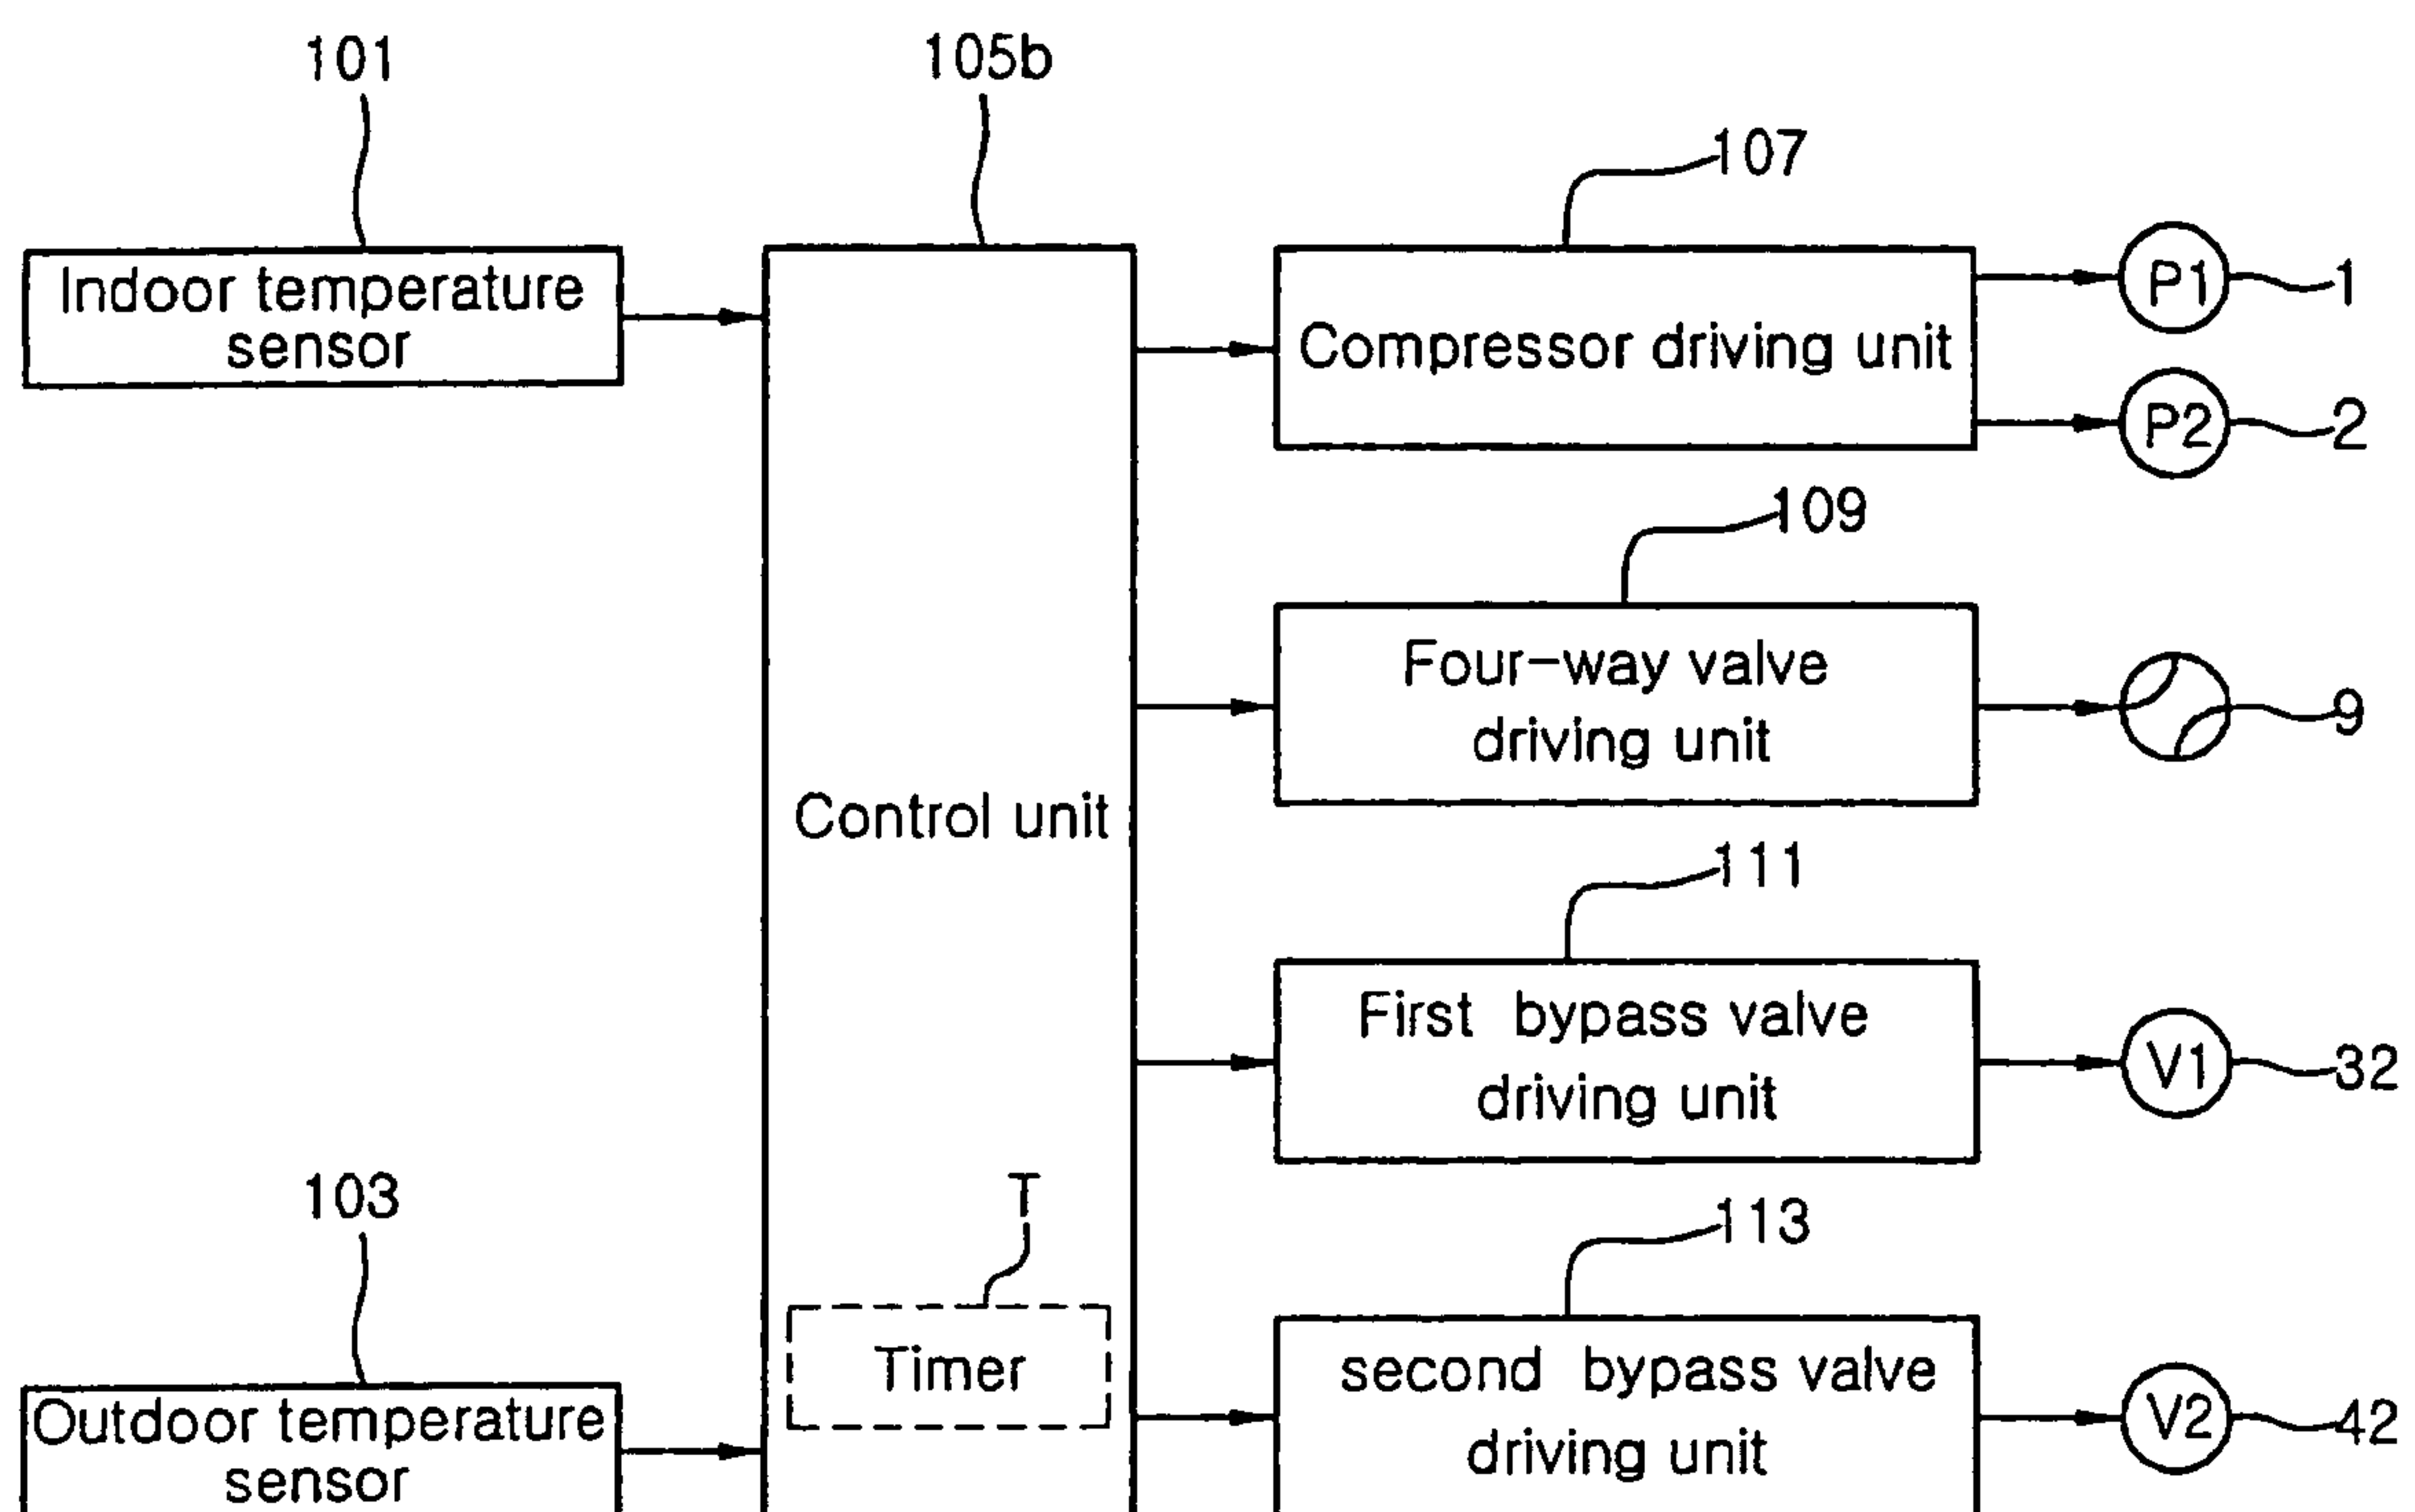 101
105b
107
Indoor temperature
sensor
Compressor driving unit
P1
1
P2
2
109
Four-way valve
driving unit
9
Control unit
111
First bypass valve
driving unit
V1
32
103
T
113
Timer
Outdoor temperature
sensor
second bypass valve
driving unit
V2
42